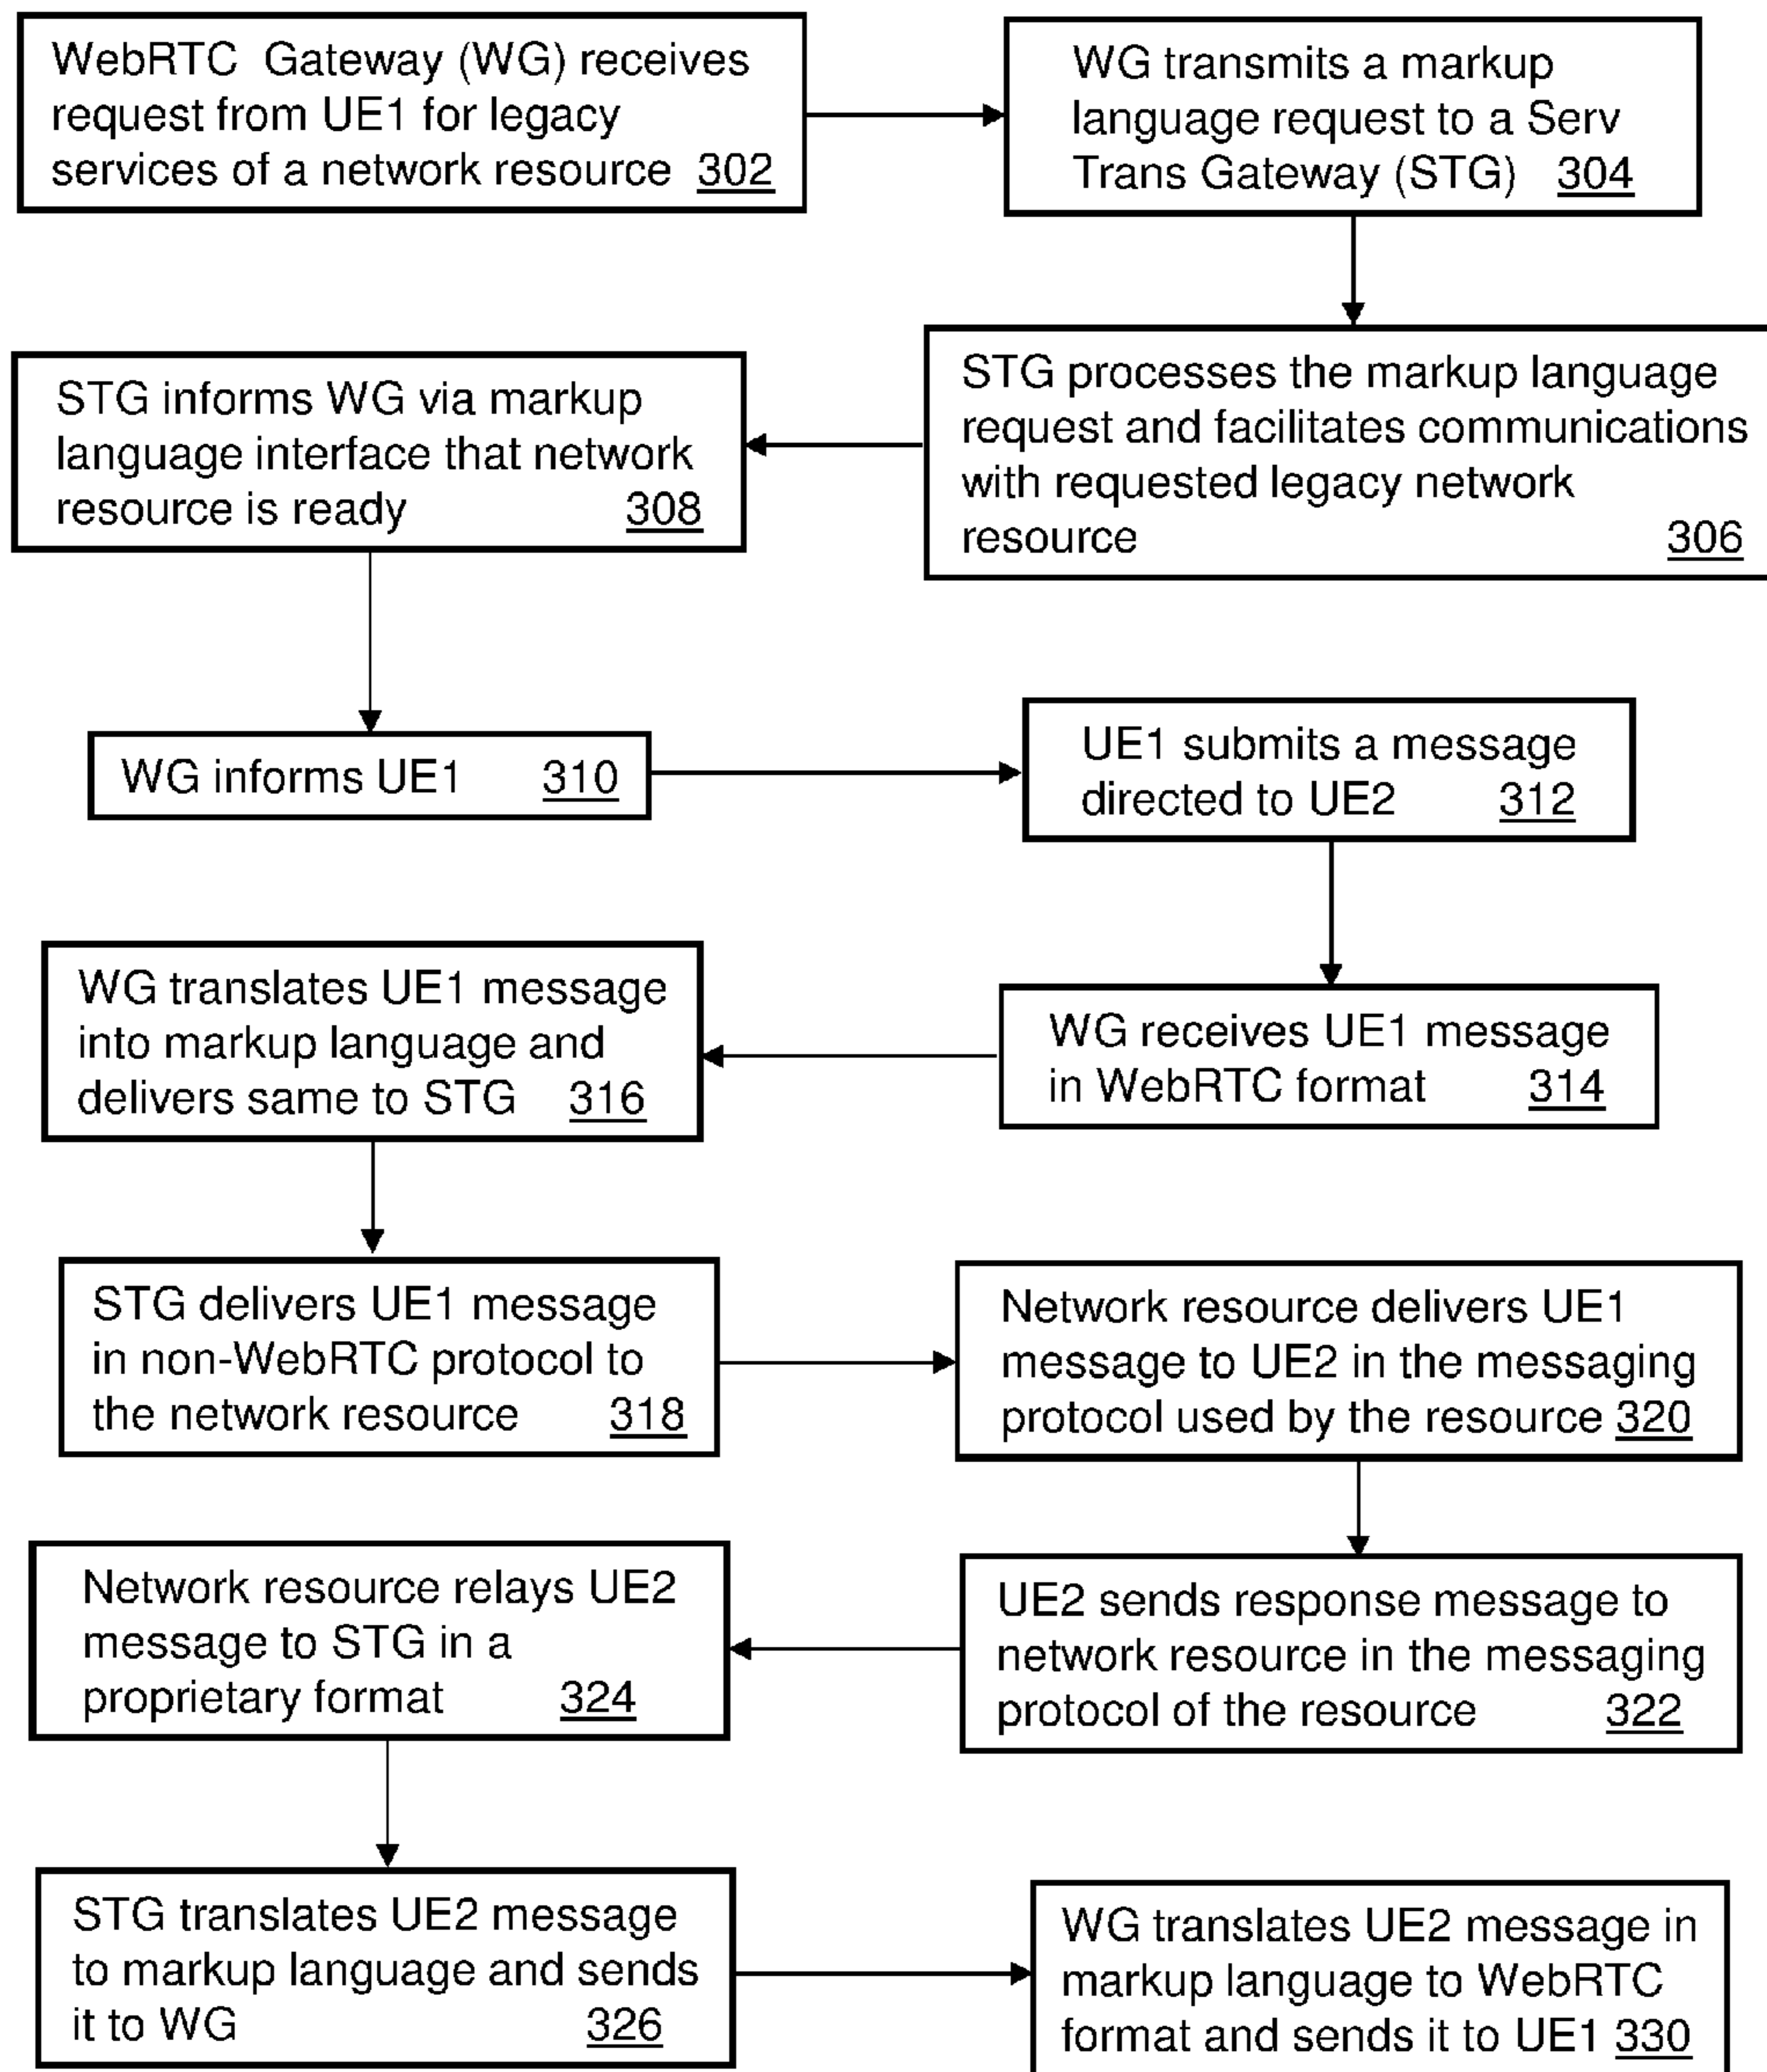 WebRTC Gateway (WG) receives
request from UE1 for legacy
services of a network resource 302
WG transmits a markup
language request to a Serv
Trans Gateway (STG) 304
STG processes the markup language
request and facilitates communications
with requested legacy network
resource 306
STG informs WG via markup
language interface that network
resource is ready 308
WG informs UE1 310
UE1 submits a message
directed to UE2 312
WG receives UE1 message
in WebRTC format 314
WG translates UE1 message
into markup language and
delivers same to STG 316
STG delivers UE1 message
in non-WebRTC protocol to
the network resource 318
Network resource delivers UE1
message to UE2 in the messaging
protocol used by the resource 320
UE2 sends response message to
network resource in the messaging
protocol of the resource 322
Network resource relays UE2
message to STG in a
proprietary format 324
STG translates UE2 message
to markup language and sends
it to WG 326
WG translates UE2 message in
markup language to WebRTC
format and sends it to UE1 330